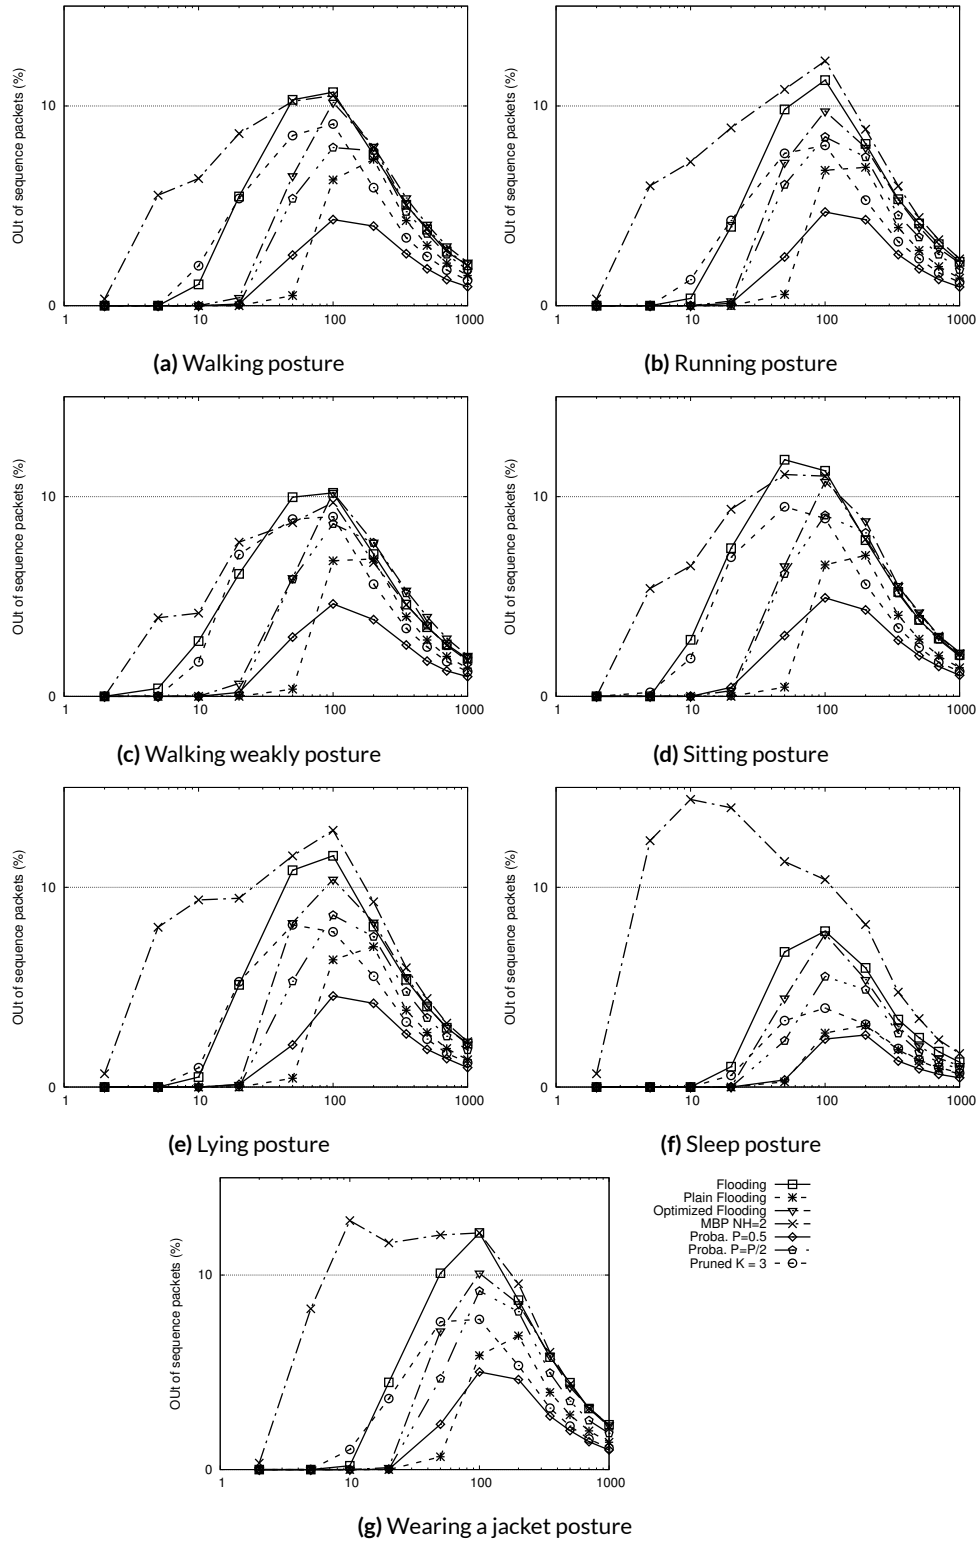 OUt of sequence packets (%)
10
0
1 10 100 1000
(a) Walking posture
OUt of sequence packets (%)
10
0
1 10 100 1000
(b) Running posture
OUt of sequence packets (%)
10
0
1 10 100 1000
(c) Walking weakly posture
OUt of sequence packets (%)
10
0
1 10 100 1000
(d) Sitting posture
OUt of sequence packets (%)
10
0
1 10 100 1000
(e) Lying posture
OUt of sequence packets (%)
10
0
1 10 100 1000
(f) Sleep posture
OUt of sequence packets (%)
10
0
1 10 100 1000
(g) Wearing a jacket posture
Flooding
Plain Flooding
Optimized Flooding
MBP NH=2
Proba. P=0.5
Proba. P=P/2
Pruned K = 3